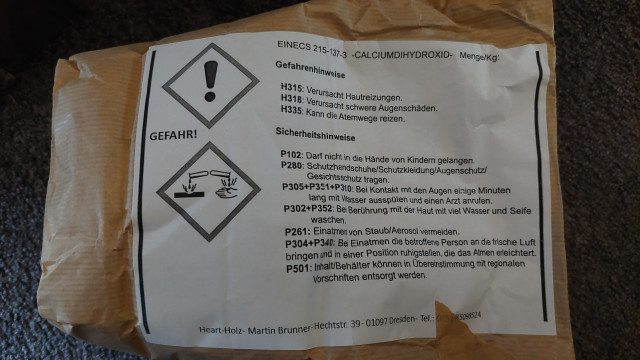 EINECS 215-137-3 -CALCIUMDIHYDROXID- Menge/Kg:
Gefahrenhinweise
H315: Verursacht Hautreizungen.
H318: Verursacht schwere Augenschäden.
H335: Kann die Atemwege reizen.
GEFAHR!
Sicherheitshinweise
P102: Darf nicht in die Hände von Kindern gelangen.
P280: Schutzhandschuhe/Schutzkleidung/Augenschutz/
Gesichtsschutz tragen.
P305+P351+P310: Bei Kontakt mit den Augen einige Minuten
lang mit Wasser ausspülen und einen Arzt anrufen.
P302+P352: Bei Berührung mit der Haut mit viel Wasser und Seife
waschen.
P261: Einatmen von Staub/Aerosol vermeiden.
P304+P340: Bei Einatmen die betroffene Person an die frische Luft
bringen und in einer Position ruhigstellen, die das Atmen erleichtert.
P501: Inhalt/Behälter können in Übereinstimmung mit regionalen
Vorschriften entsorgt werden.
Heart-Holz- Martin Brunner-Hechtstr. 39- 01097 Dresden- Tel.: